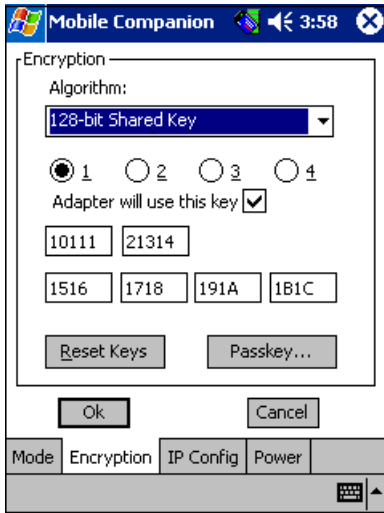 Mobile Companion 3:58
Encryption
Algorithm:
128-bit Shared Key
1 2 3 4
Adapter will use this key
10111 21314
1516 1718 191A 1B1C
Reset Keys Passkey...
Ok Cancel
Mode Encryption IP Config Power